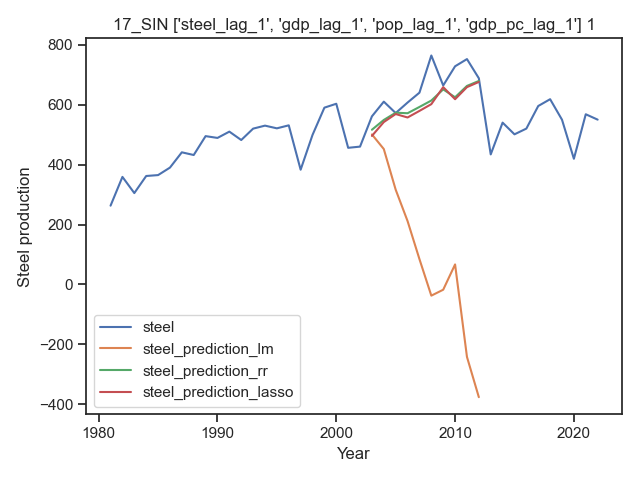 17_SIN ['steel_lag_1', 'gdp_lag_1', 'pop_lag_1', 'gdp_pc_lag_1'] 1
800
600
400
200
0
−200
−400
Steel production
steel
steel_prediction_lm
steel_prediction_rr
steel_prediction_lasso
1980
1990
2000
2010
2020
Year